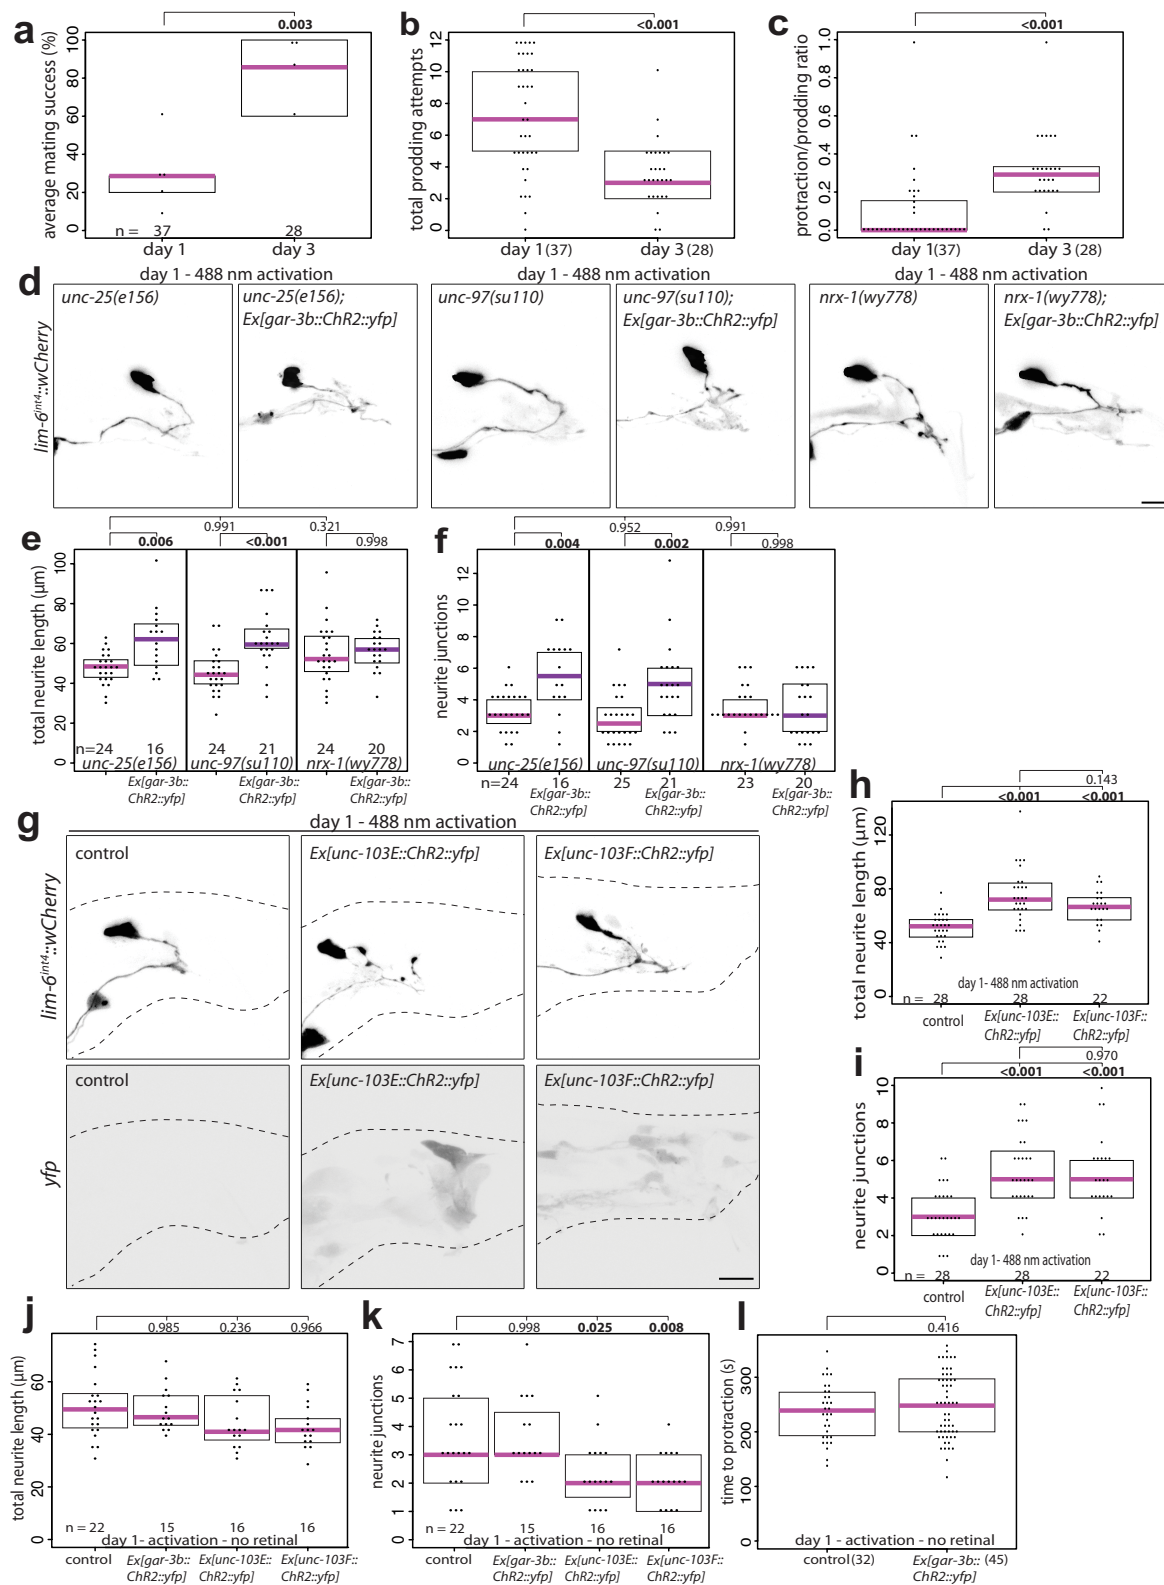 a
0.003
average mating success (%)
100
80
60
40
20
0
n = 37
28
day 1
day 3
b
<0.001
total prodding attempts
12
10
8
6
4
2
0
day 1(37)
day 3 (28)
c
<0.001
protraction/prodding ratio
1.0
0.8
0.6
0.4
0.2
0.0
day 1(37)
day 3 (28)
d
day 1 - 488 nm activation
day 1 - 488 nm activation
day 1 - 488 nm activation
lim-6int4::wCherry
unc-25(e156)
unc-25(e156);
Ex[gar-3b::ChR2::yfp]
unc-97(su110)
unc-97(su110);
Ex[gar-3b::ChR2::yfp]
nrx-1(wy778)
nrx-1(wy778);
Ex[gar-3b::ChR2::yfp]
e
0.991
0.321
0.006
<0.001
0.998
total neurite length (μm)
100
80
60
40
20
0
n=24
16
24
21
24
20
unc-25(e156)
unc-97(su110)
nrx-1(wy778)
Ex[gar-3b::
ChR2::yfp]
Ex[gar-3b::
ChR2::yfp]
Ex[gar-3b::
ChR2::yfp]
f
0.952
0.991
0.004
0.002
0.998
neurite junctions
12
10
8
6
4
2
0
unc-25(e156)
unc-97(su110)
nrx-1(wy778)
n=24
16
25
21
23
20
Ex[gar-3b::
ChR2::yfp]
Ex[gar-3b::
ChR2::yfp]
Ex[gar-3b::
ChR2::yfp]
g
day 1 - 488 nm activation
lim-6int4::wCherry
control
Ex[unc-103E::ChR2::yfp]
Ex[unc-103F::ChR2::yfp]
yfp
control
Ex[unc-103E::ChR2::yfp]
Ex[unc-103F::ChR2::yfp]
h
0.143
<0.001
<0.001
total neurite length (μm)
120
80
40
0
day 1- 488 nm activation
n = 28
28
22
control
Ex[unc-103E::
ChR2::yfp]
Ex[unc-103F::
ChR2::yfp]
i
0.970
<0.001
<0.001
neurite junctions
10
8
6
4
2
0
day 1- 488 nm activation
n = 28
28
22
control
Ex[unc-103E::
ChR2::yfp]
Ex[unc-103F::
ChR2::yfp]
j
0.985
0.236
0.966
total neurite length (μm)
60
40
20
0
n = 22
15
16
16
day 1 - activation - no retinal
control
Ex[gar-3b::
ChR2::yfp]
Ex[unc-103E::
ChR2::yfp]
Ex[unc-103F::
ChR2::yfp]
k
0.998
0.025
0.008
neurite junctions
7
6
5
4
3
2
1
0
n = 22
15
16
16
day 1 - activation - no retinal
control
Ex[gar-3b::
ChR2::yfp]
Ex[unc-103E::
ChR2::yfp]
Ex[unc-103F::
ChR2::yfp]
l
0.416
time to protraction (s)
300
200
100
0
day 1 - activation - no retinal
control (32)
Ex[gar-3b:: (45)
ChR2::yfp]